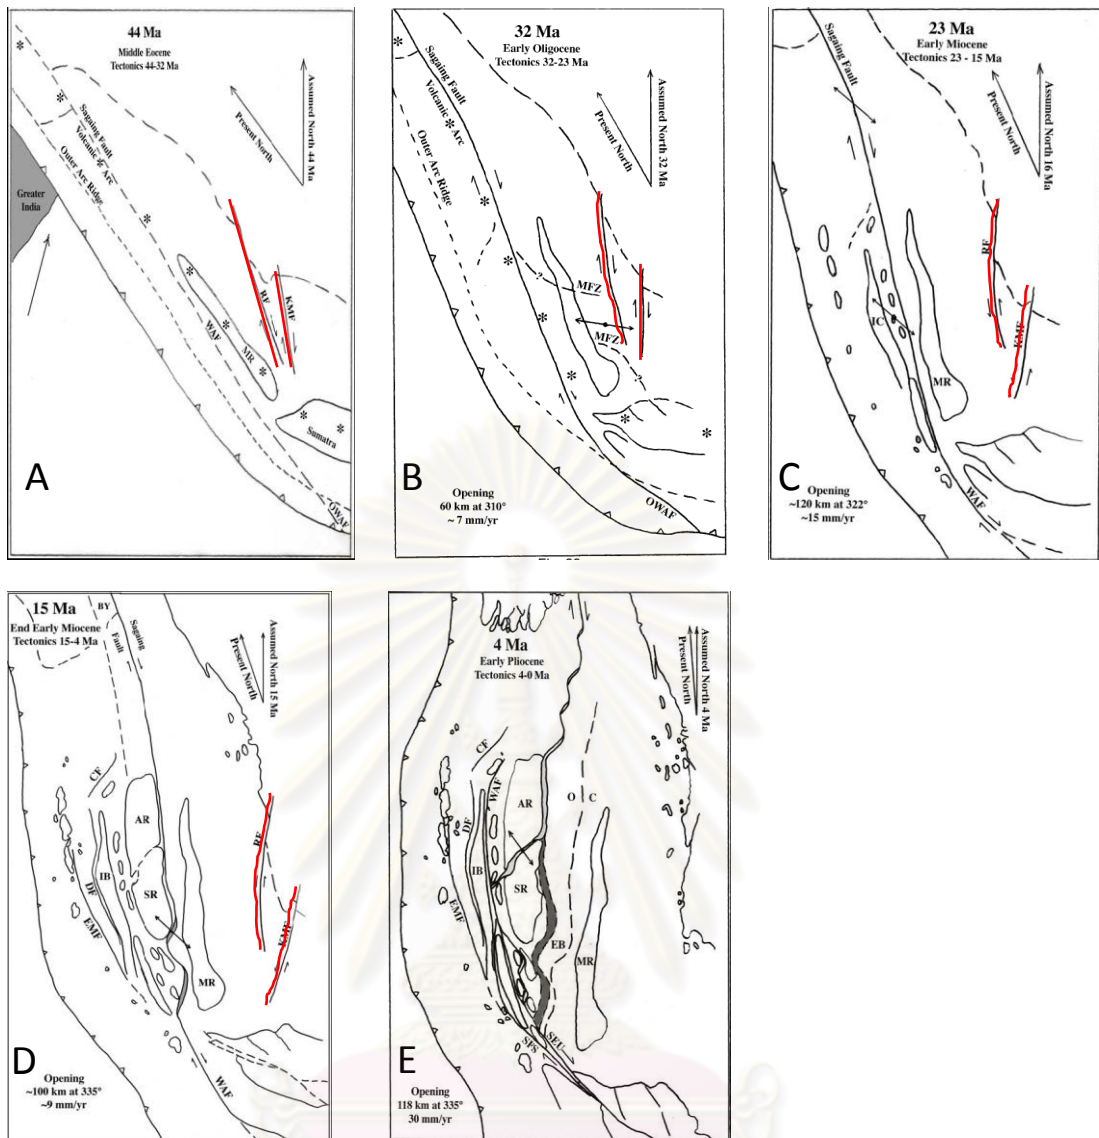 44 Ma
Middle Eocene
Tectonics 44-32 Ma
Assumed North 44 Ma
Present North
Sagaing Fault
Volcanic * Arc
Outer Arc Ridge
Greater
India
RF
KMF
WAF
MR
Sumatra
OWAF
A
32 Ma
Early Oligocene
Tectonics 32-23 Ma
Assumed North 32 Ma
Present North
Sagaing Fault
Volcanic * Arc
Outer Arc Ridge
?
MFZ
MFZ
?
OWAF
B
Opening
60 km at 310°
~ 7 mm/yr
23 Ma
Early Miocene
Tectonics 23 - 15 Ma
Assumed North 16 Ma
Present North
Sagaing Fault
RF
KMF
IC
MR
WAF
C
Opening
~120 km at 322°
~15 mm/yr
15 Ma
End Early Miocene
Tectonics 15-4 Ma
BY
Sagaing
Fault
Assumed North 15 Ma
Present North
CF
AR
RF
IB
DF
SR
EMF
KMF
MR
WAF
D
Opening
~100 km at 335°
~9 mm/yr
4 Ma
Early Pliocene
Tectonics 4-0 Ma
Assumed North 4 Ma
Present North
CF
WAF
AR
O
C
DF
IB
SR
EMF
EB
MR
SFS
SEU
E
Opening
118 km at 335°
30 mm/yr